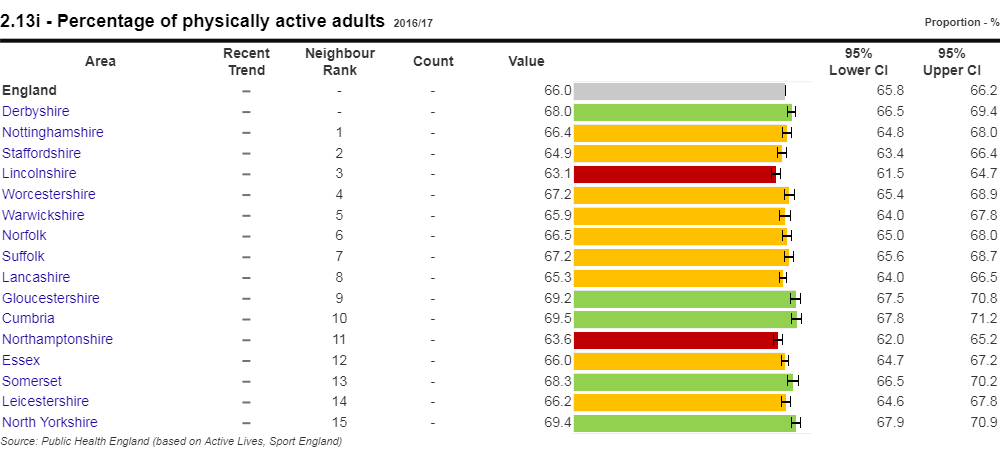 2.13i - Percentage of physically active adults 2016/17 Proportion - %
Area Recent Trend Neighbour Rank Count Value 95% Lower CI 95% Upper CI
England – - - 66.0 65.8 66.2
Derbyshire – - - 68.0 66.5 69.4
Nottinghamshire – 1 - 66.4 64.8 68.0
Staffordshire – 2 - 64.9 63.4 66.4
Lincolnshire – 3 - 63.1 61.5 64.7
Worcestershire – 4 - 67.2 65.4 68.9
Warwickshire – 5 - 65.9 64.0 67.8
Norfolk – 6 - 66.5 65.0 68.0
Suffolk – 7 - 67.2 65.6 68.7
Lancashire – 8 - 65.3 64.0 66.5
Gloucestershire – 9 - 69.2 67.5 70.8
Cumbria – 10 - 69.5 67.8 71.2
Northamptonshire – 11 - 63.6 62.0 65.2
Essex – 12 - 66.0 64.7 67.2
Somerset – 13 - 68.3 66.5 70.2
Leicestershire – 14 - 66.2 64.6 67.8
North Yorkshire – 15 - 69.4 67.9 70.9
Source: Public Health England (based on Active Lives, Sport England)